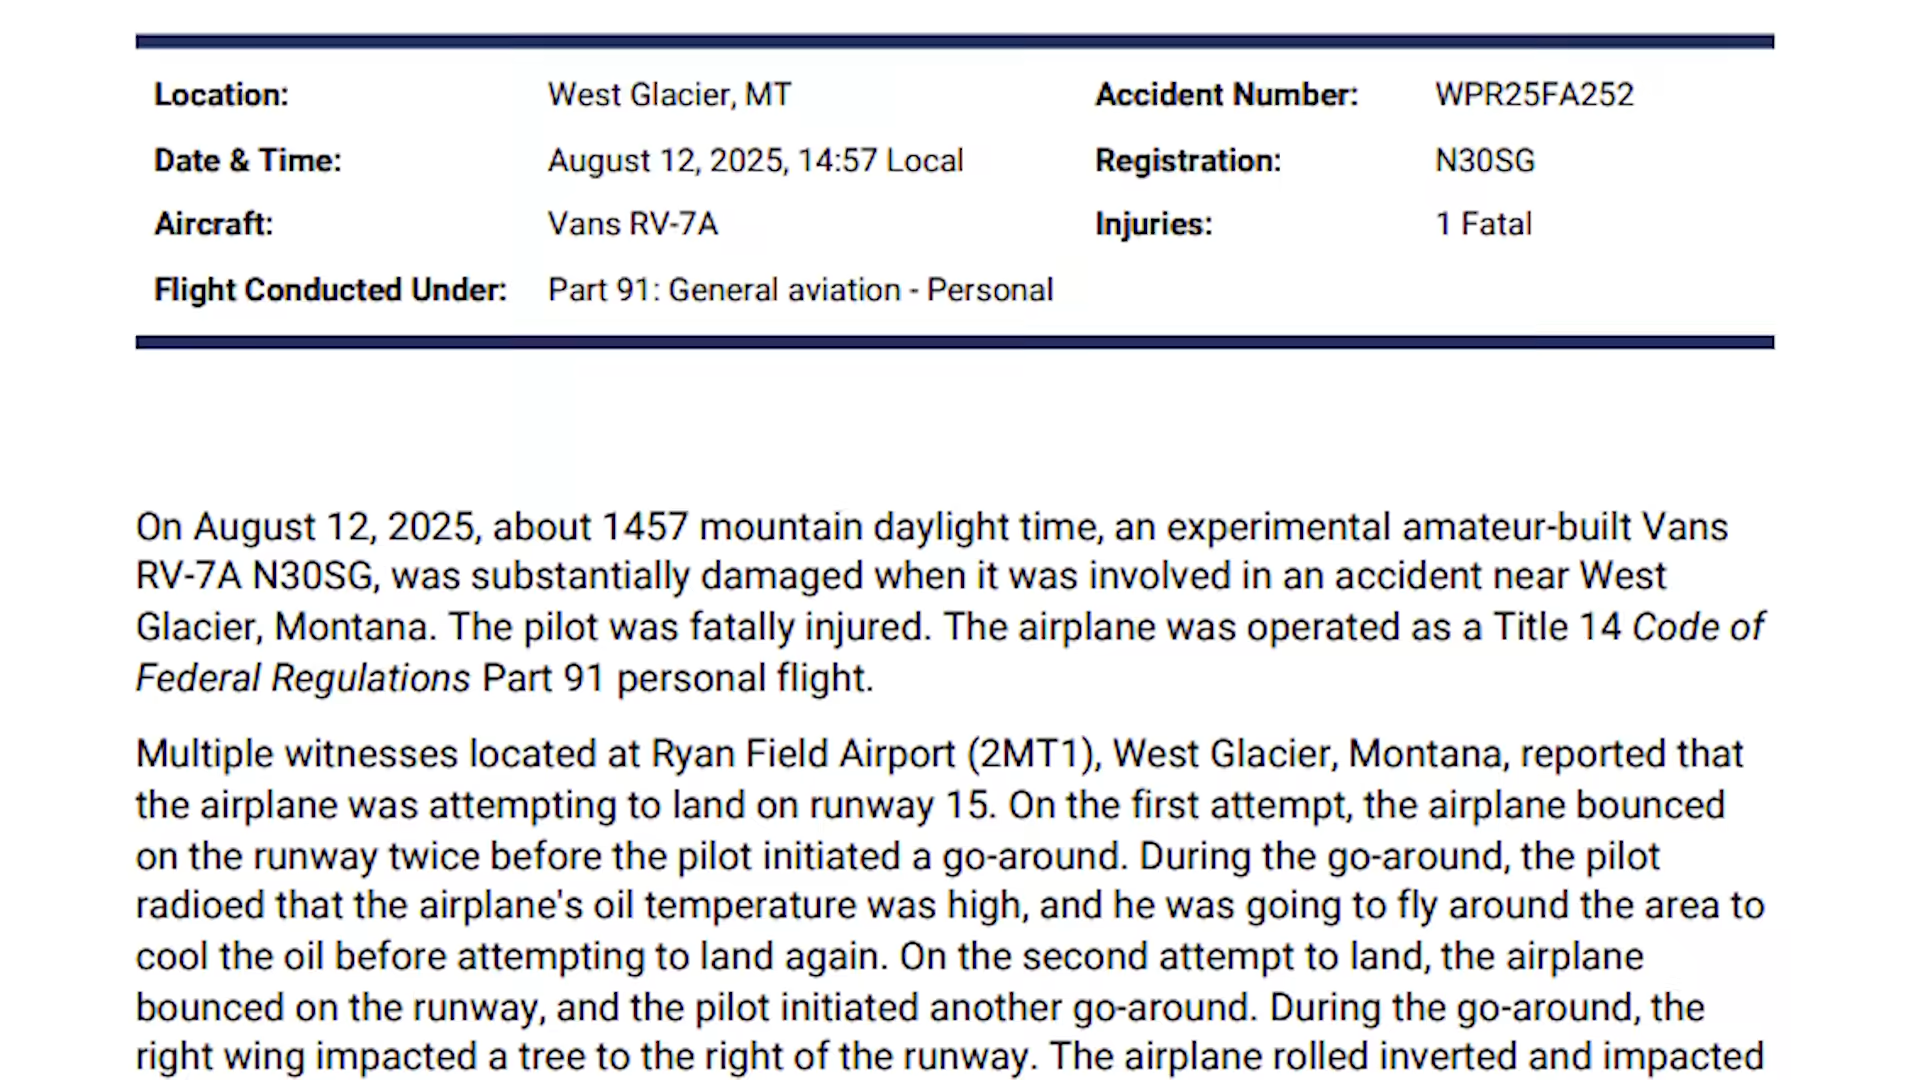 Location: West Glacier, MT Accident Number: WPR25FA252
Date & Time: August 12, 2025, 14:57 Local Registration: N30SG
Aircraft: Vans RV-7A Injuries: 1 Fatal
Flight Conducted Under: Part 91: General aviation - Personal
On August 12, 2025, about 1457 mountain daylight time, an experimental amateur-built Vans
RV-7A N30SG, was substantially damaged when it was involved in an accident near West
Glacier, Montana. The pilot was fatally injured. The airplane was operated as a Title 14 Code of
Federal Regulations Part 91 personal flight.
Multiple witnesses located at Ryan Field Airport (2MT1), West Glacier, Montana, reported that
the airplane was attempting to land on runway 15. On the first attempt, the airplane bounced
on the runway twice before the pilot initiated a go-around. During the go-around, the pilot
radioed that the airplane's oil temperature was high, and he was going to fly around the area to
cool the oil before attempting to land again. On the second attempt to land, the airplane
bounced on the runway, and the pilot initiated another go-around. During the go-around, the
right wing impacted a tree to the right of the runway. The airplane rolled inverted and impacted